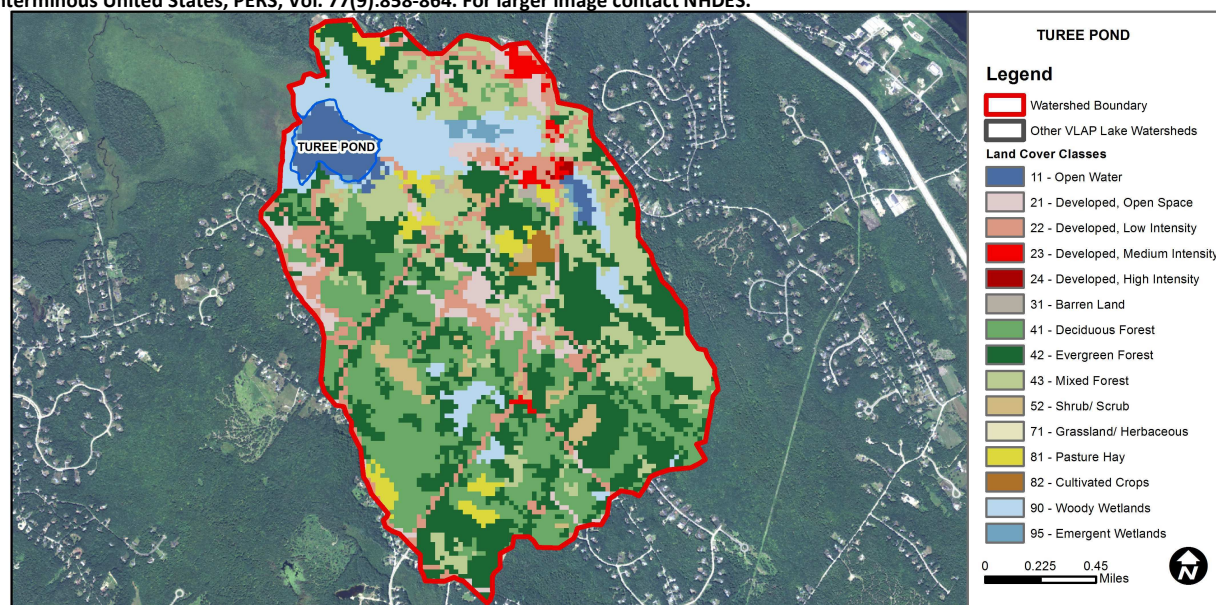 nterminous United States, PERS, Vol. 77(9):858-864. For larger image contact NHDES.
TUREE POND
TUREE POND
Legend
Watershed Boundary
Other VLAP Lake Watersheds
Land Cover Classes
11 - Open Water
21 - Developed, Open Space
22 - Developed, Low Intensity
23 - Developed, Medium Intensity
24 - Developed, High Intensity
31 - Barren Land
41 - Deciduous Forest
42 - Evergreen Forest
43 - Mixed Forest
52 - Shrub/ Scrub
71 - Grassland/ Herbaceous
81 - Pasture Hay
82 - Cultivated Crops
90 - Woody Wetlands
95 - Emergent Wetlands
0 0.225 0.45
Miles
N